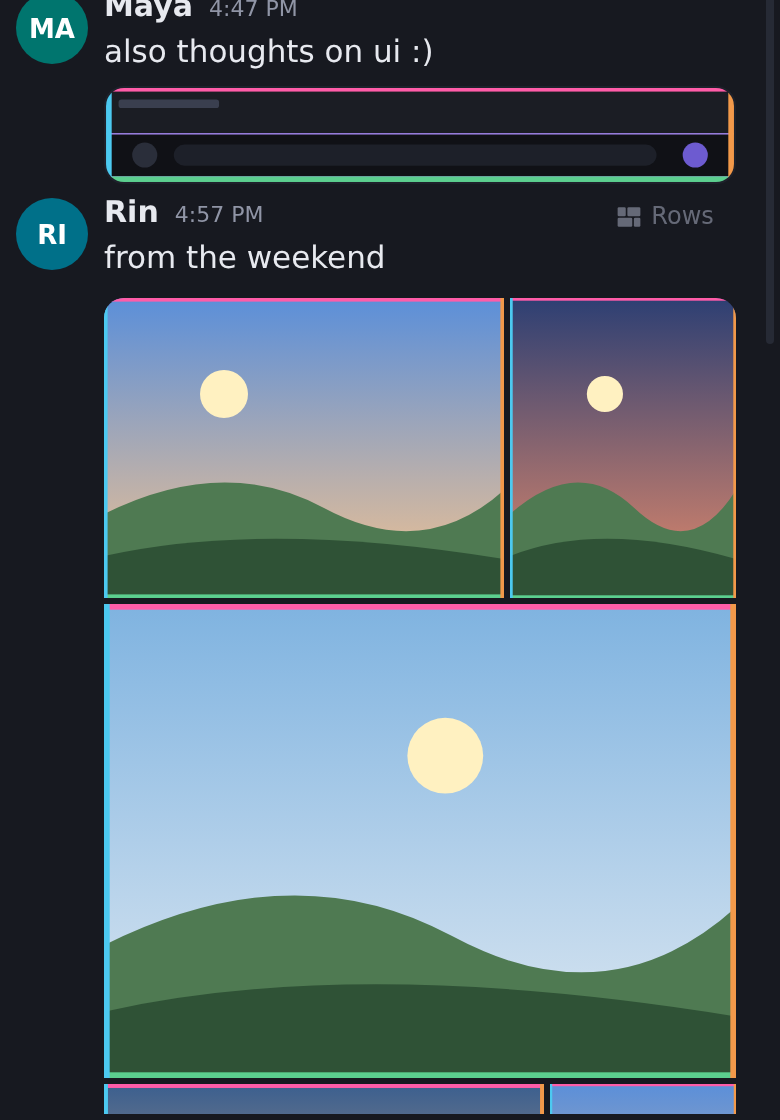 MA
Maya 4:47 PM
also thoughts on ui :)
RI
Rin 4:57 PM
Rows
from the weekend